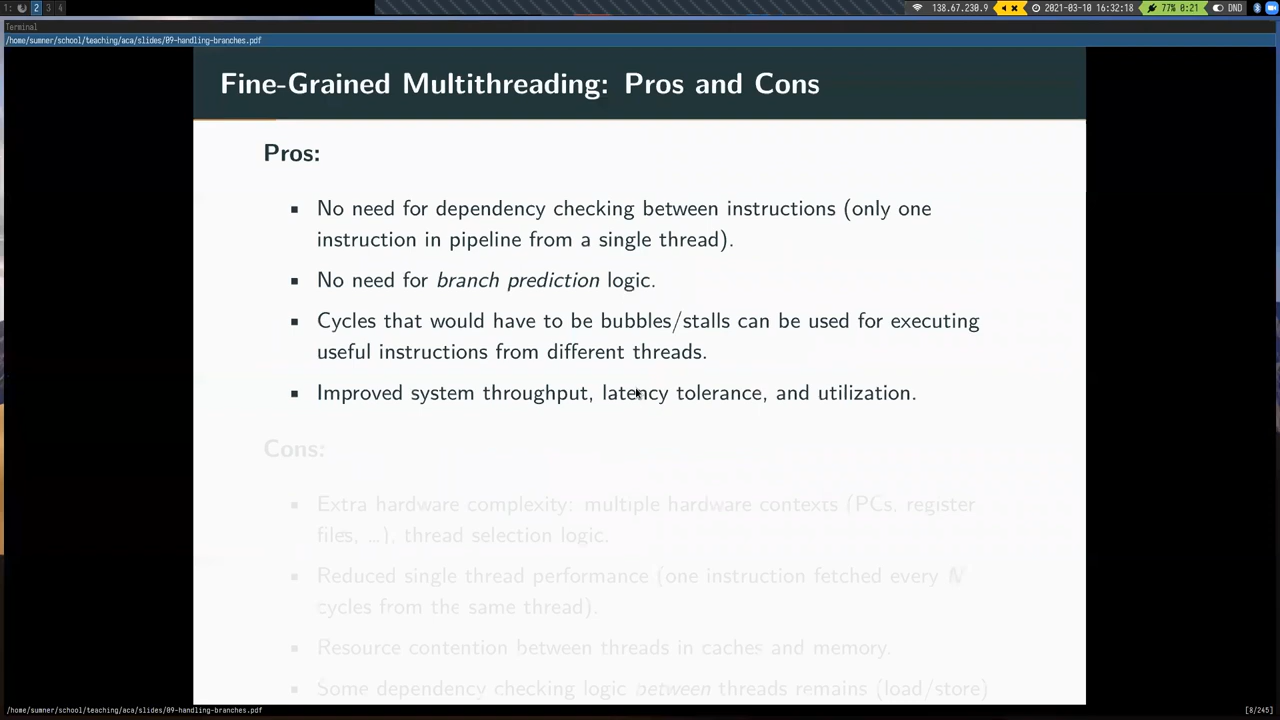 1: 2 3 4 138.67.230.9 2021-03-10 16:32:18 77% 0:21 DND
Terminal
/home/sumner/school/teaching/aca/slides/09-handling-branches.pdf
Fine-Grained Multithreading: Pros and Cons
Pros:
No need for dependency checking between instructions (only one
instruction in pipeline from a single thread).
No need for branch prediction logic.
Cycles that would have to be bubbles/stalls can be used for executing
useful instructions from different threads.
Improved system throughput, latency tolerance, and utilization.
Cons:
Extra hardware complexity: multiple hardware contexts (PCs, register
files, …), thread selection logic.
Reduced single thread performance (one instruction fetched every N
cycles from the same thread).
Resource contention between threads in caches and memory.
Some dependency checking logic between threads remains (load/store)
/home/sumner/school/teaching/aca/slides/09-handling-branches.pdf [8/245]